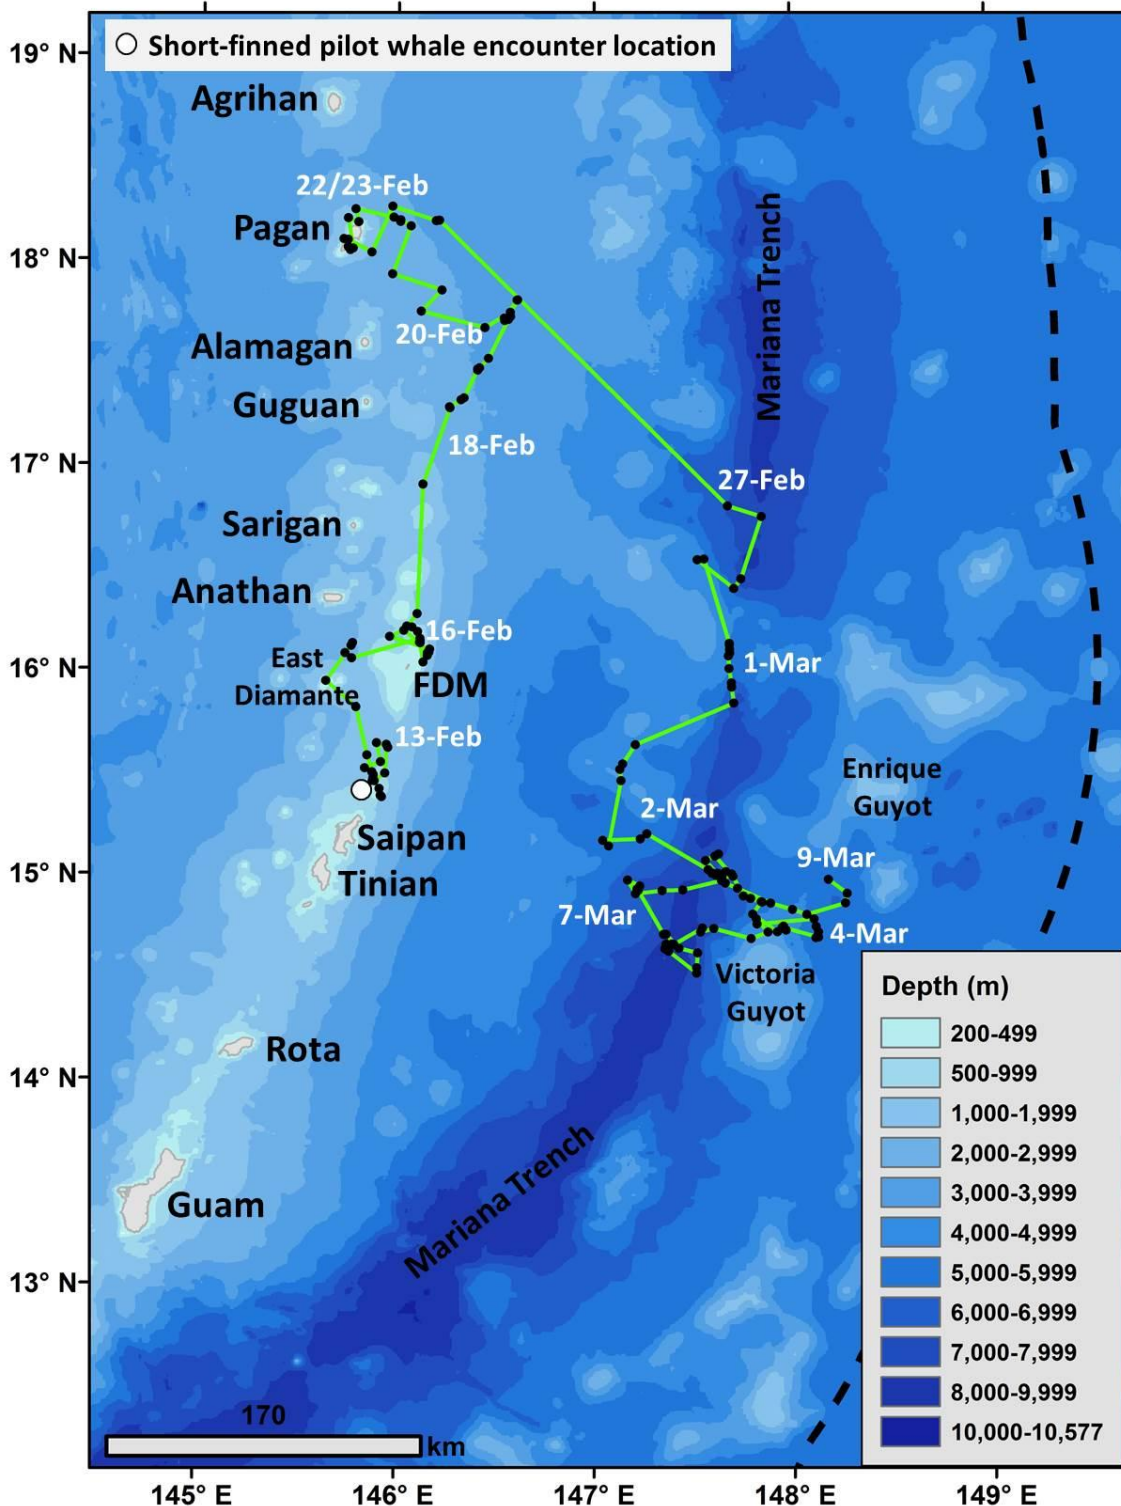 Short-finned pilot whale encounter location
19° N
Agrihan
22/23-Feb
Pagan
18° N
Mariana Trench
20-Feb
Alamagan
Guguan
18-Feb
17° N
27-Feb
Sarigan
Anathan
16-Feb
1-Mar
16° N
East
Diamante
FDM
13-Feb
Enrique
Guyot
2-Mar
Saipan
9-Mar
15° N
Tinian
7-Mar
4-Mar
Victoria
Guyot
Rota
14° N
Mariana Trench
Guam
13° N
Depth (m)
200-499
500-999
1,000-1,999
2,000-2,999
3,000-3,999
4,000-4,999
5,000-5,999
6,000-6,999
7,000-7,999
8,000-9,999
10,000-10,577
170
km
145° E
146° E
147° E
148° E
149° E